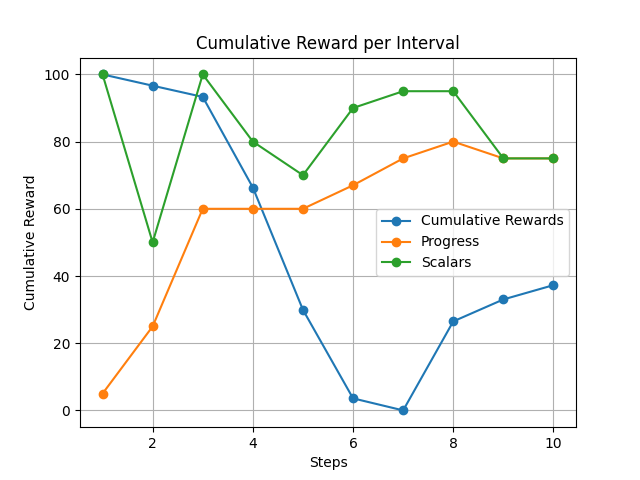 Cumulative Reward per Interval
100
80
60
40
20
0
Cumulative Reward
Cumulative Rewards
Progress
Scalars
2
4
6
8
10
Steps